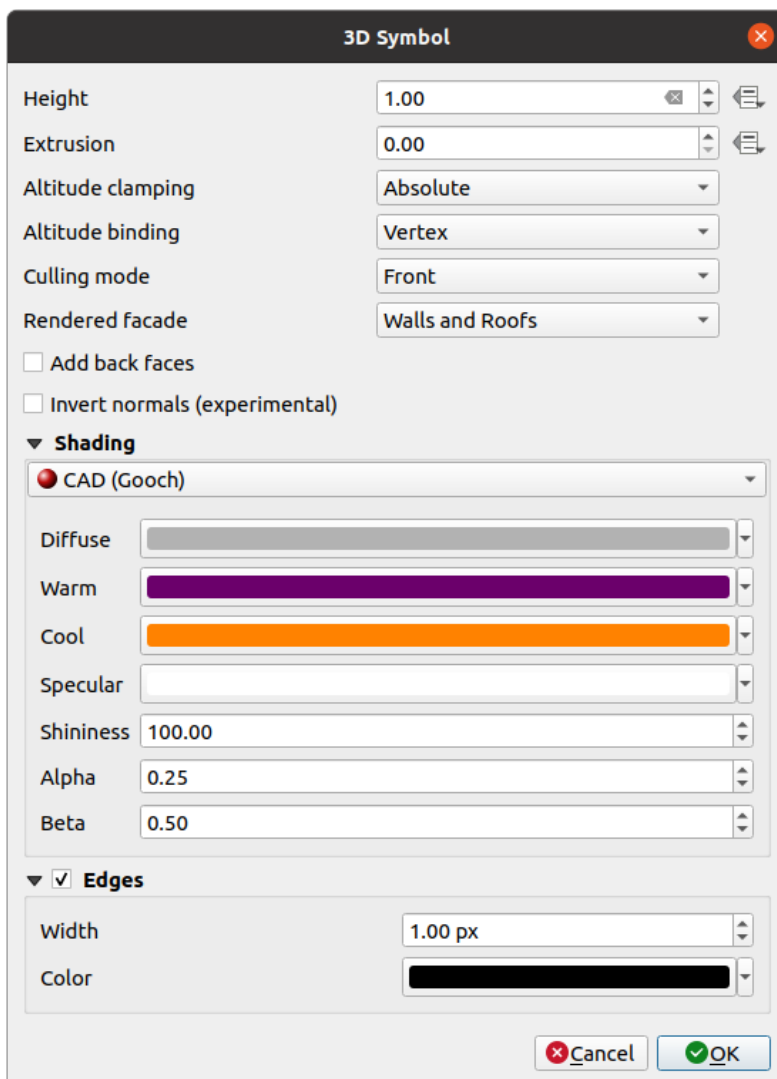 3D Symbol
Height 1.00
Extrusion 0.00
Altitude clamping Absolute
Altitude binding Vertex
Culling mode Front
Rendered facade Walls and Roofs
Add back faces
Invert normals (experimental)
Shading
CAD (Gooch)
Diffuse
Warm
Cool
Specular
Shininess 100.00
Alpha 0.25
Beta 0.50
Edges
Width 1.00 px
Color
Cancel OK